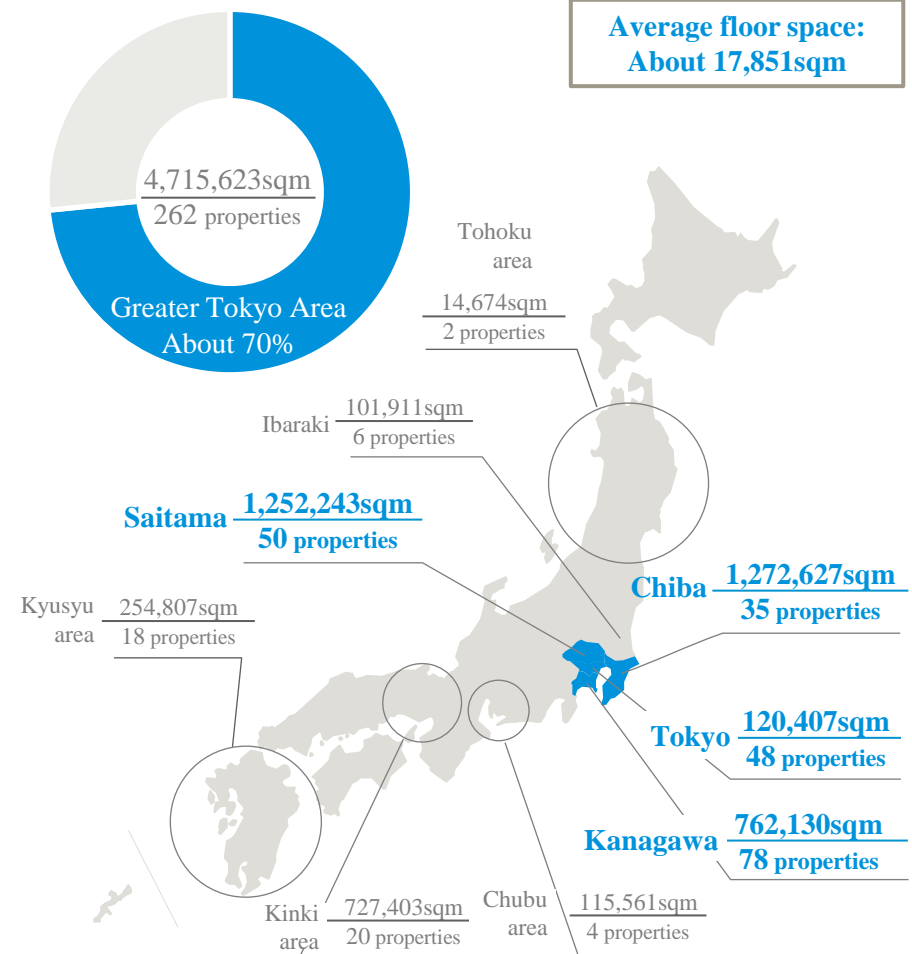 Average floor space:
About 17,851sqm
4,715,623sqm
262 properties
Greater Tokyo Area
About 70%
Tohoku
area
14,674sqm
2 properties
Ibaraki
101,911sqm
6 properties
Saitama
1,252,243sqm
50 properties
Chiba
1,272,627sqm
35 properties
Kyusyu
area
254,807sqm
18 properties
Tokyo
120,407sqm
48 properties
Kanagawa
762,130sqm
78 properties
Kinki
area
727,403sqm
20 properties
Chubu
area
115,561sqm
4 properties